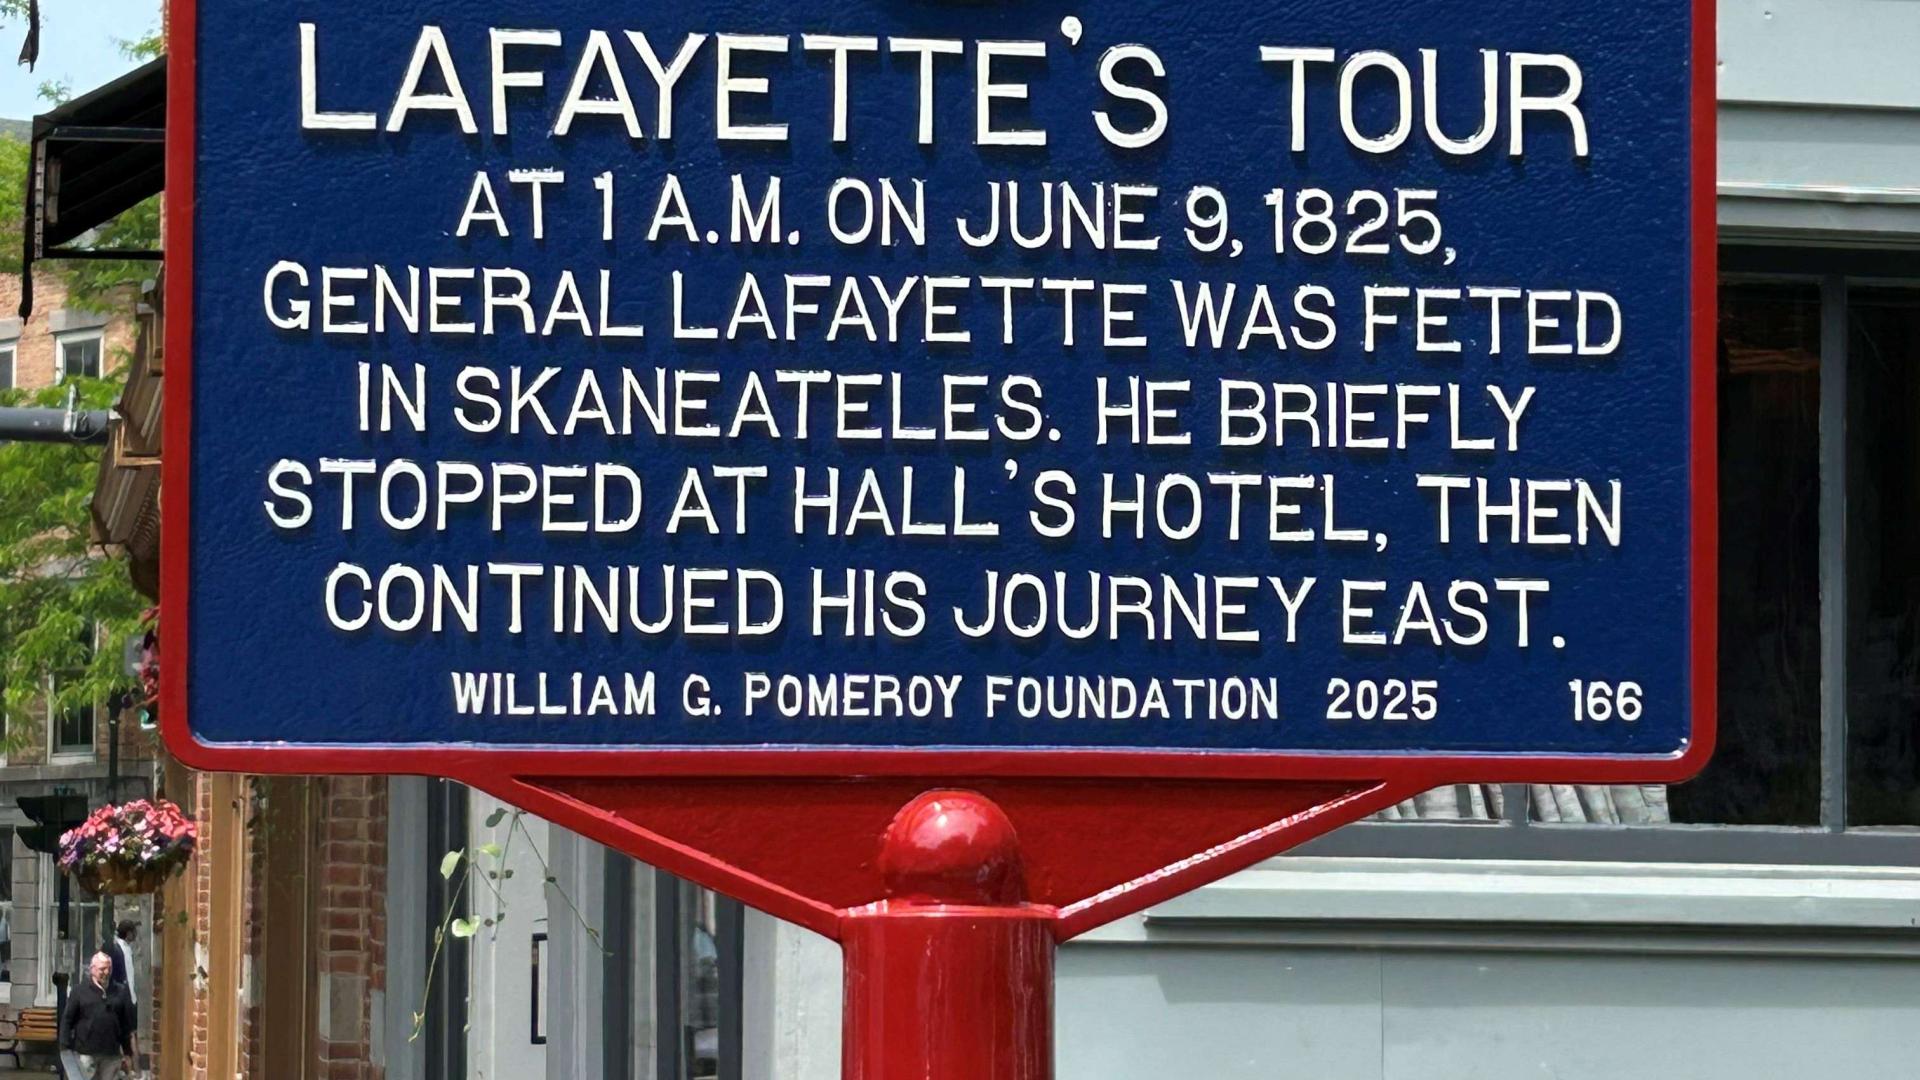 LAFAYETTE'S TOUR
AT 1 A.M. ON JUNE 9, 1825,
GENERAL LAFAYETTE WAS FETED
IN SKANEATELES. HE BRIEFLY
STOPPED AT HALL'S HOTEL, THEN
CONTINUED HIS JOURNEY EAST.
WILLIAM G. POMEROY FOUNDATION 2025 166